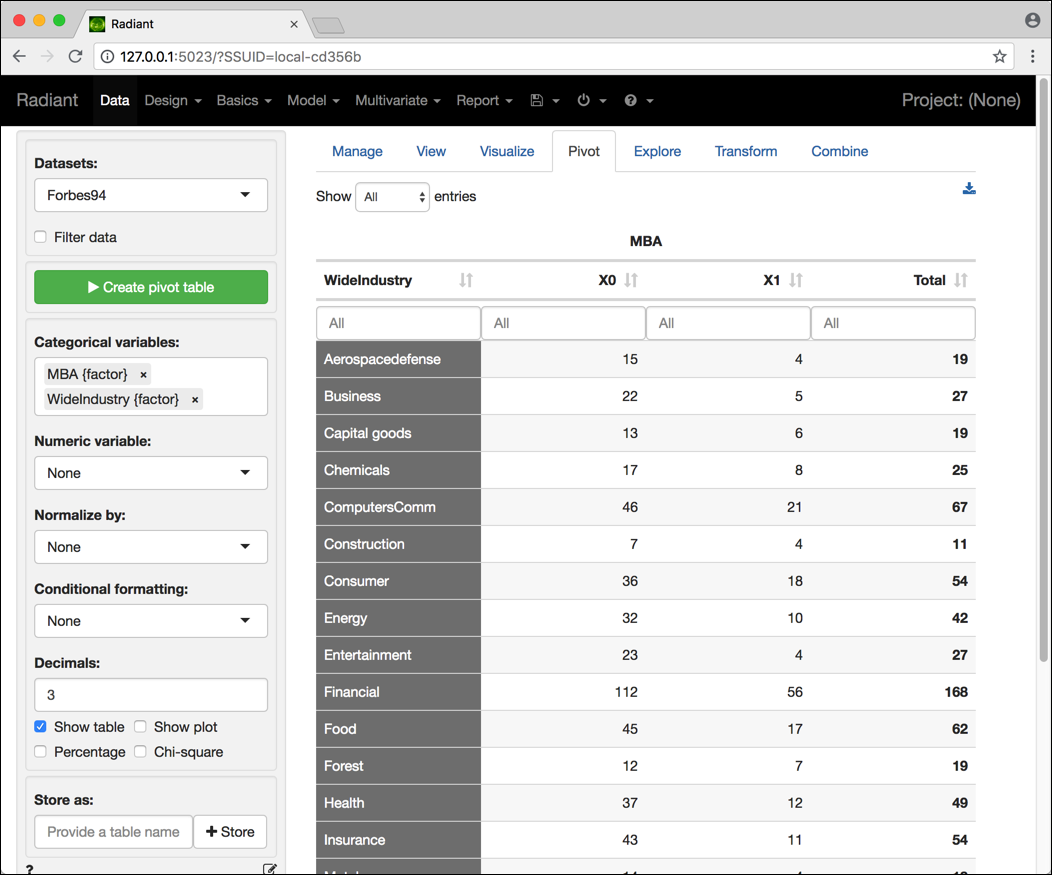 Radiant
127.0.0.1:5023/?SSUID=local-cd356b
Radiant Data Design Basics Model Multivariate Report Project: (None)
Datasets:
Forbes94
Filter data
Create pivot table
Categorical variables:
MBA {factor} ×
WideIndustry {factor} ×
Numeric variable:
None
Normalize by:
None
Conditional formatting:
None
Decimals:
3
Show table Show plot
Percentage Chi-square
Store as:
Provide a table name + Store
?
Manage View Visualize Pivot Explore Transform Combine
Show All entries
MBA
WideIndustry X0 X1 Total
All All All All
Aerospacedefense 15 4 19
Business 22 5 27
Capital goods 13 6 19
Chemicals 17 8 25
ComputersComm 46 21 67
Construction 7 4 11
Consumer 36 18 54
Energy 32 10 42
Entertainment 23 4 27
Financial 112 56 168
Food 45 17 62
Forest 12 7 19
Health 37 12 49
Insurance 43 11 54